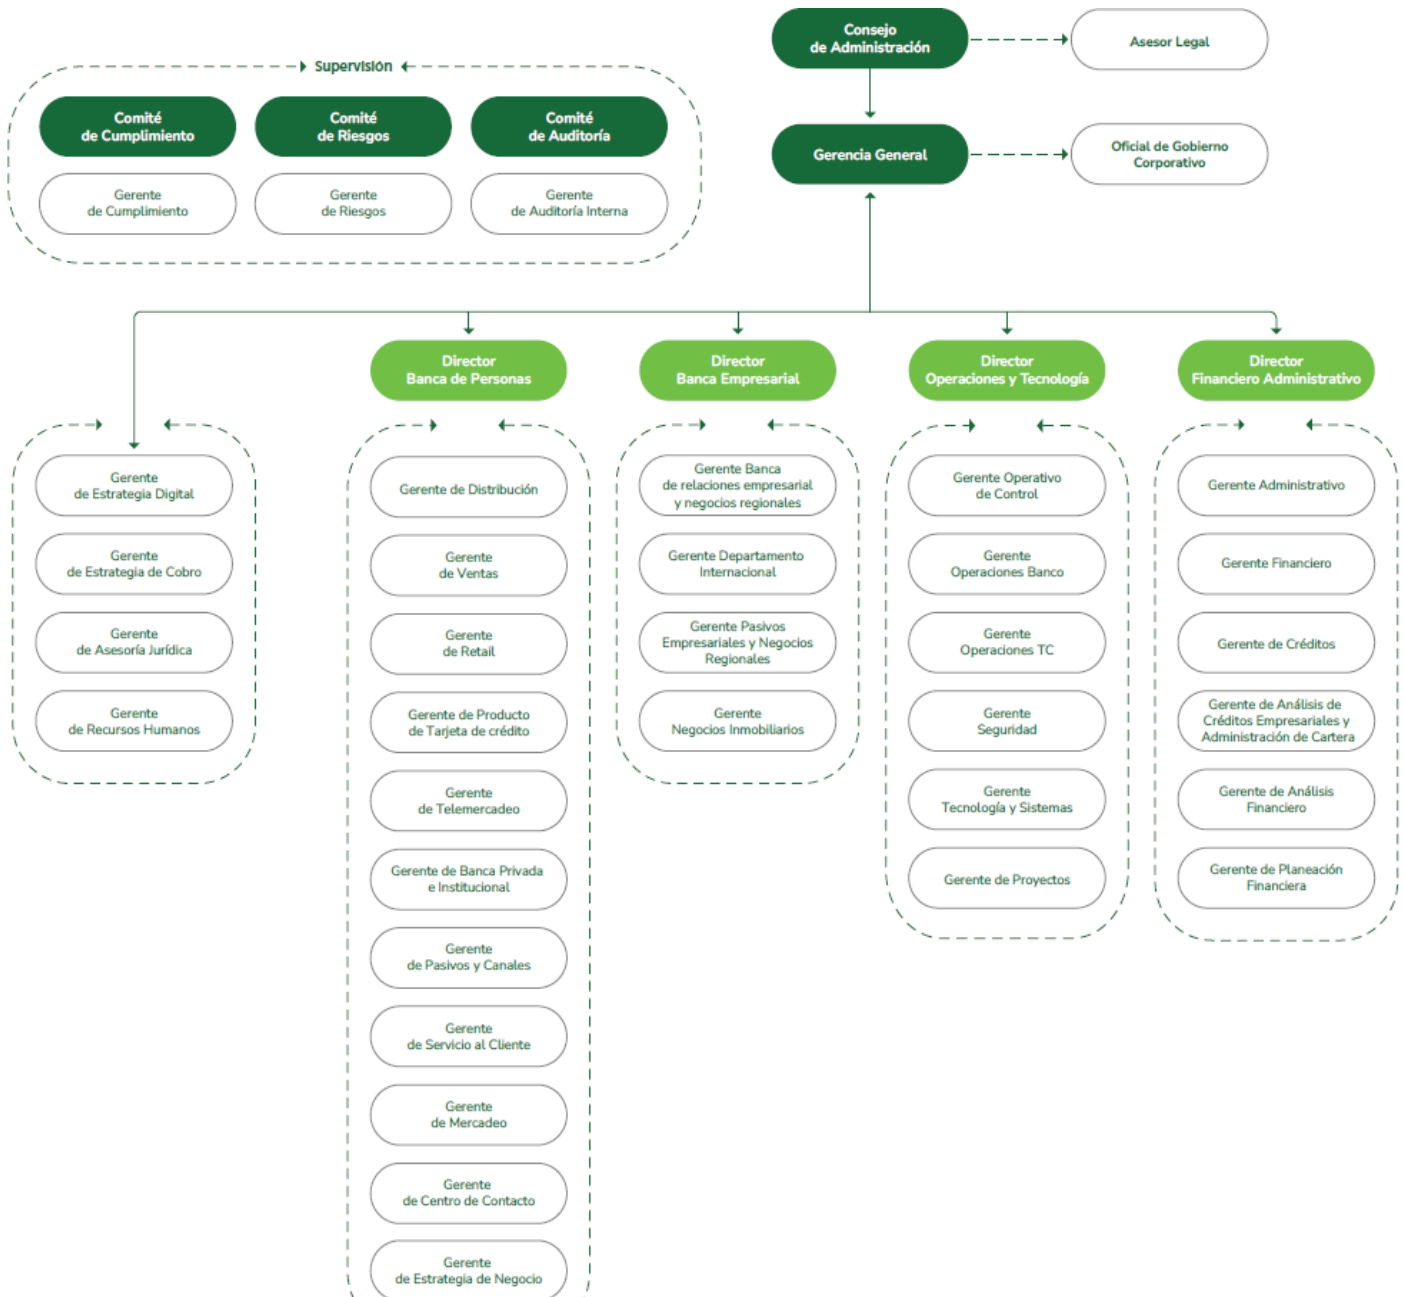 Consejo
de Administración
Asesor Legal
Supervisión
Comité
de Cumplimiento
Comité
de Riesgos
Comité
de Auditoría
Gerencia General
Oficial de Gobierno
Corporativo
Gerente
de Cumplimiento
Gerente
de Riesgos
Gerente
de Auditoría Interna
Director
Banca de Personas
Director
Banca Empresarial
Director
Operaciones y Tecnología
Director
Financiero Administrativo
Gerente
de Estrategia Digital
Gerente
de Estrategia de Cobro
Gerente
de Asesoría Jurídica
Gerente
de Recursos Humanos
Gerente de Distribución
Gerente
de Ventas
Gerente
de Retail
Gerente de Producto
de Tarjeta de crédito
Gerente
de Telemercadeo
Gerente de Banca Privada
e Institucional
Gerente
de Pasivos y Canales
Gerente
de Servicio al Cliente
Gerente
de Mercadeo
Gerente
de Centro de Contacto
Gerente
de Estrategia de Negocio
Gerente Banca
de relaciones empresarial
y negocios regionales
Gerente Departamento
Internacional
Gerente Pasivos
Empresariales y Negocios
Regionales
Gerente
Negocios Inmobiliarios
Gerente Operativo
de Control
Gerente
Operaciones Banco
Gerente
Operaciones TC
Gerente
Seguridad
Gerente
Tecnología y Sistemas
Gerente de Proyectos
Gerente Administrativo
Gerente Financiero
Gerente de Créditos
Gerente de Análisis de
Créditos Empresariales y
Administración de Cartera
Gerente de Análisis
Financiero
Gerente de Planeación
Financiera